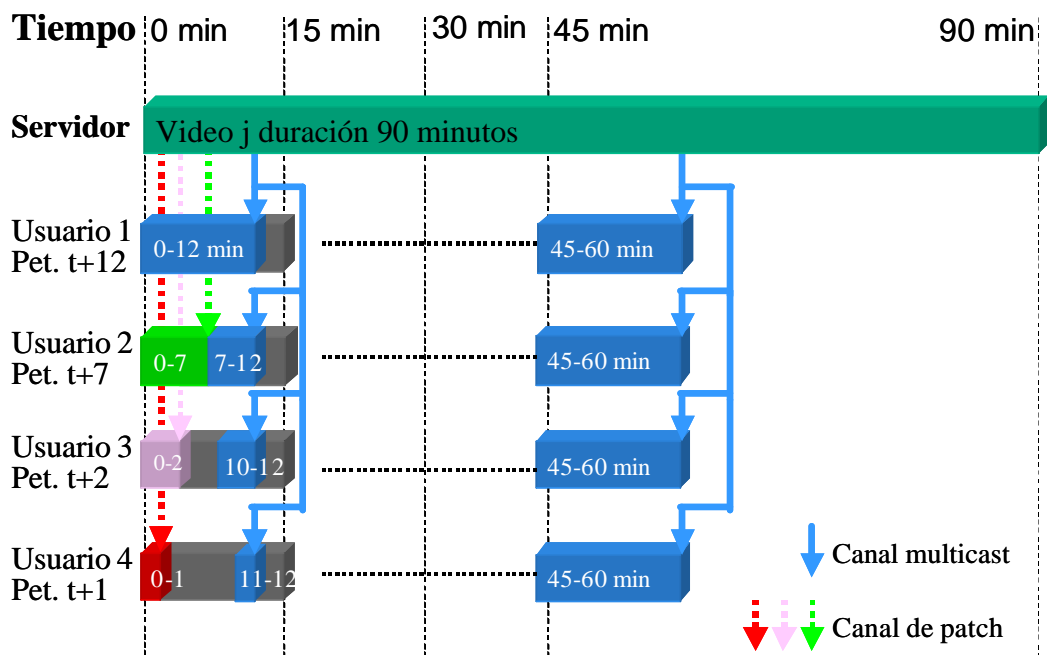 Tiempo 0 min 15 min 30 min 45 min 90 min
Servidor Video j duración 90 minutos
Usuario 1
Pet. t+12
0-12 min 45-60 min
Usuario 2
Pet. t+7
0-7 7-12 45-60 min
Usuario 3
Pet. t+2
0-2 10-12 45-60 min
Usuario 4
Pet. t+1
0-1 11-12 45-60 min
Canal multicast
Canal de patch